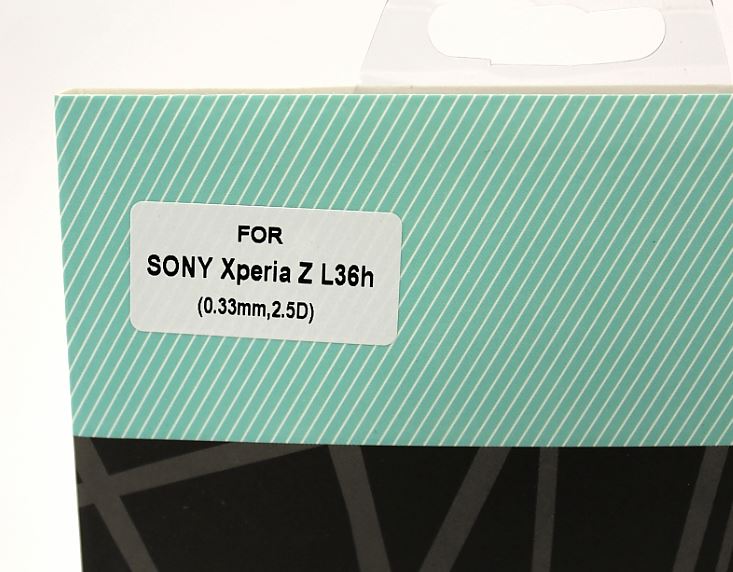 FOR
SONY Xperia Z L36h
(0.33mm,2.5D)